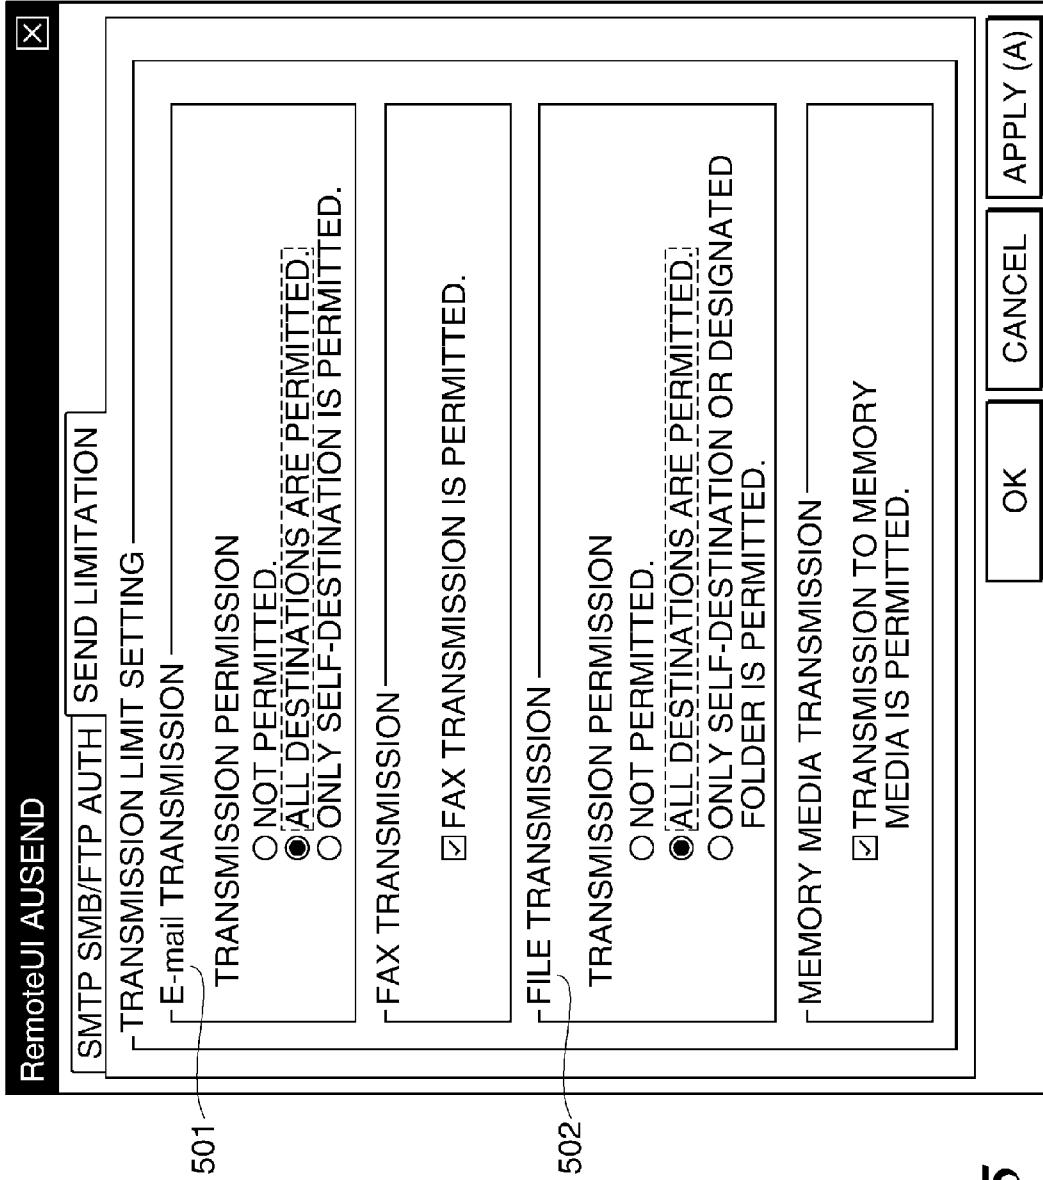 RemoteUI AUSEND
SMTP SMB/FTP AUTH SEND LIMITATION
TRANSMISSION LIMIT SETTING
E-mail TRANSMISSION
TRANSMISSION PERMISSION
NOT PERMITTED.
ALL DESTINATIONS ARE PERMITTED.
ONLY SELF-DESTINATION IS PERMITTED.
501
FAX TRANSMISSION
FAX TRANSMISSION IS PERMITTED.
FILE TRANSMISSION
TRANSMISSION PERMISSION
NOT PERMITTED.
ALL DESTINATIONS ARE PERMITTED.
ONLY SELF-DESTINATION OR DESIGNATED
FOLDER IS PERMITTED.
502
MEMORY MEDIA TRANSMISSION
TRANSMISSION TO MEMORY
MEDIA IS PERMITTED.
OK CANCEL APPLY (A)